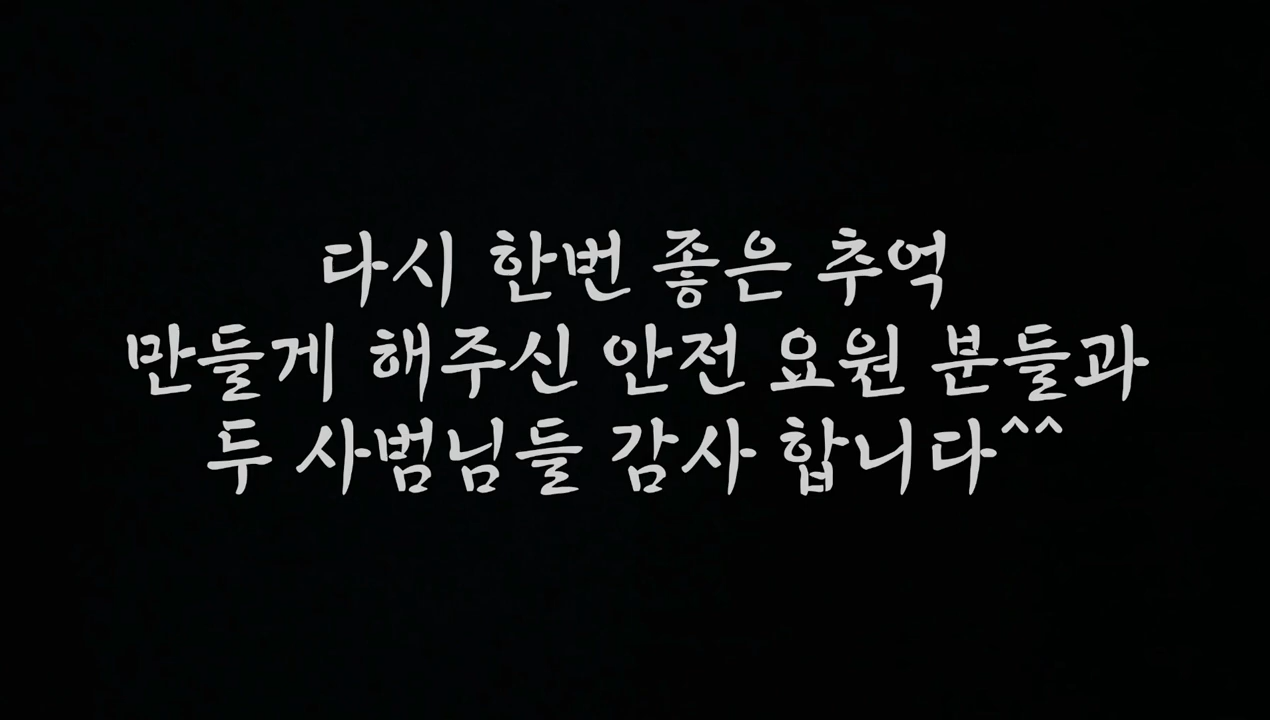 다시 한번 좋은 추억
만들게 해주신 안전 요원 분들과
두 사범님들 감사 합니다^^